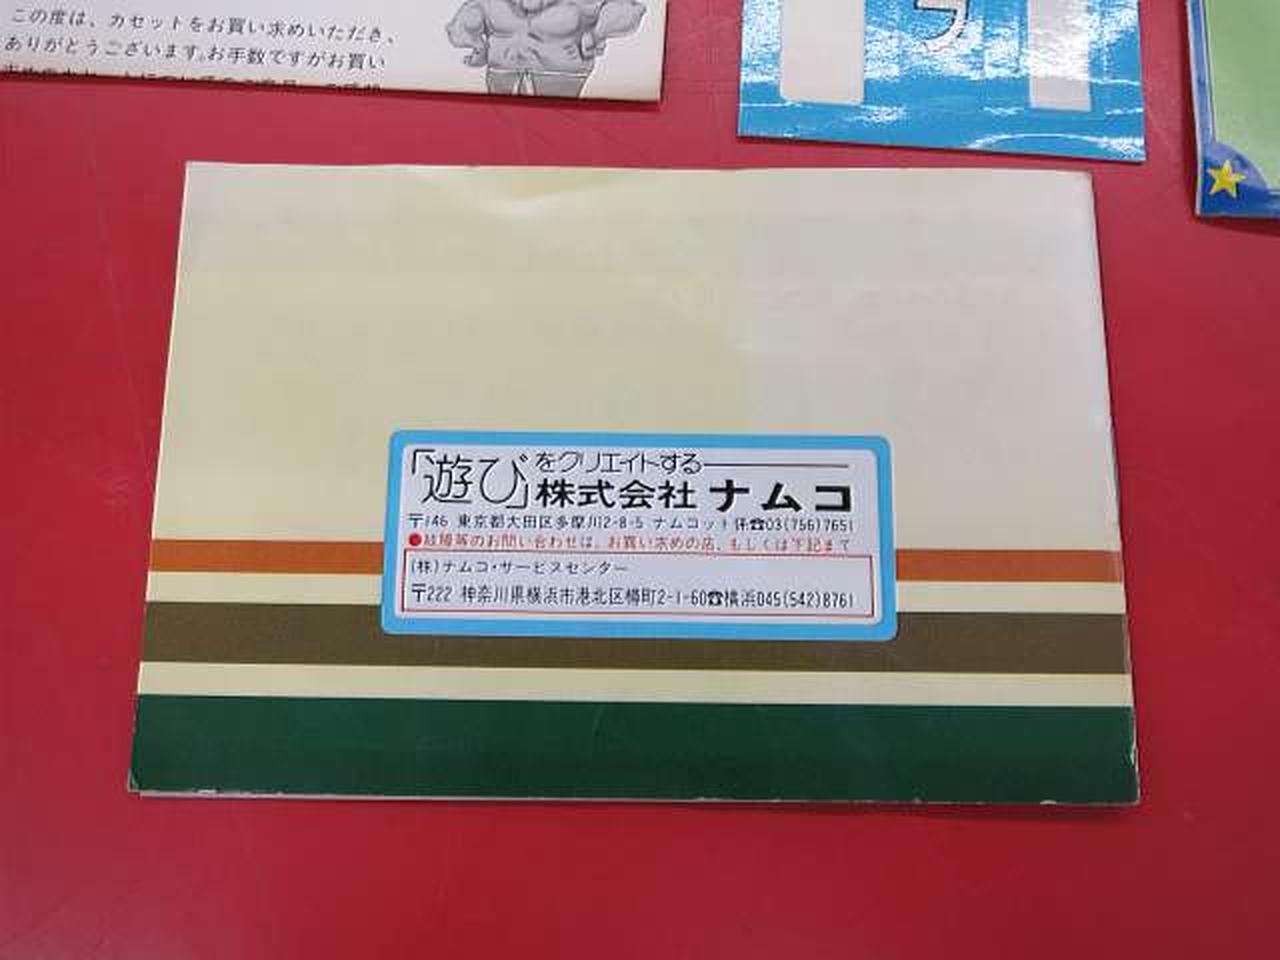 この度は、カセットをお買い求めいただき、
ありがとうございます。お手数ですがお買い
「遊び」をクリエイトする
株式会社 ナムコ
〒146 東京都大田区多摩川2-8-5 ナムコット係☎03(756)7651
●故障等のお問い合わせは、お買い求めの店、もしくは下記まで
(株)ナムコ・サービスセンター
〒222 神奈川県横浜市港北区樽町2-1-60☎横浜045(542)8761